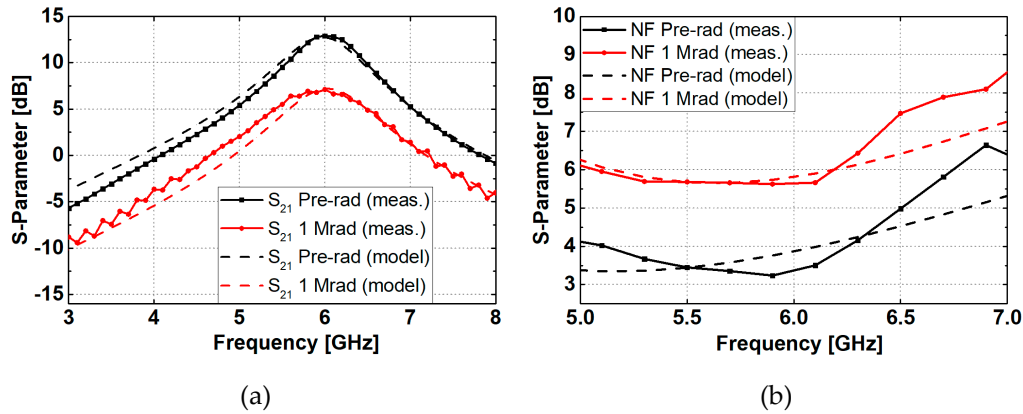 S-Parameter [dB]
15
10
5
0
-5
-10
-15
S21 Pre-rad (meas.)
S21 1 Mrad (meas.)
S21 Pre-rad (model)
S21 1 Mrad (model)
3 4 5 6 7 8
Frequency [GHz]
(a)
S-Parameter [dB]
10
9
8
7
6
5
4
3
NF Pre-rad (meas.)
NF 1 Mrad (meas.)
NF Pre-rad (model)
NF 1 Mrad (model)
5.0 5.5 6.0 6.5 7.0
Frequency [GHz]
(b)